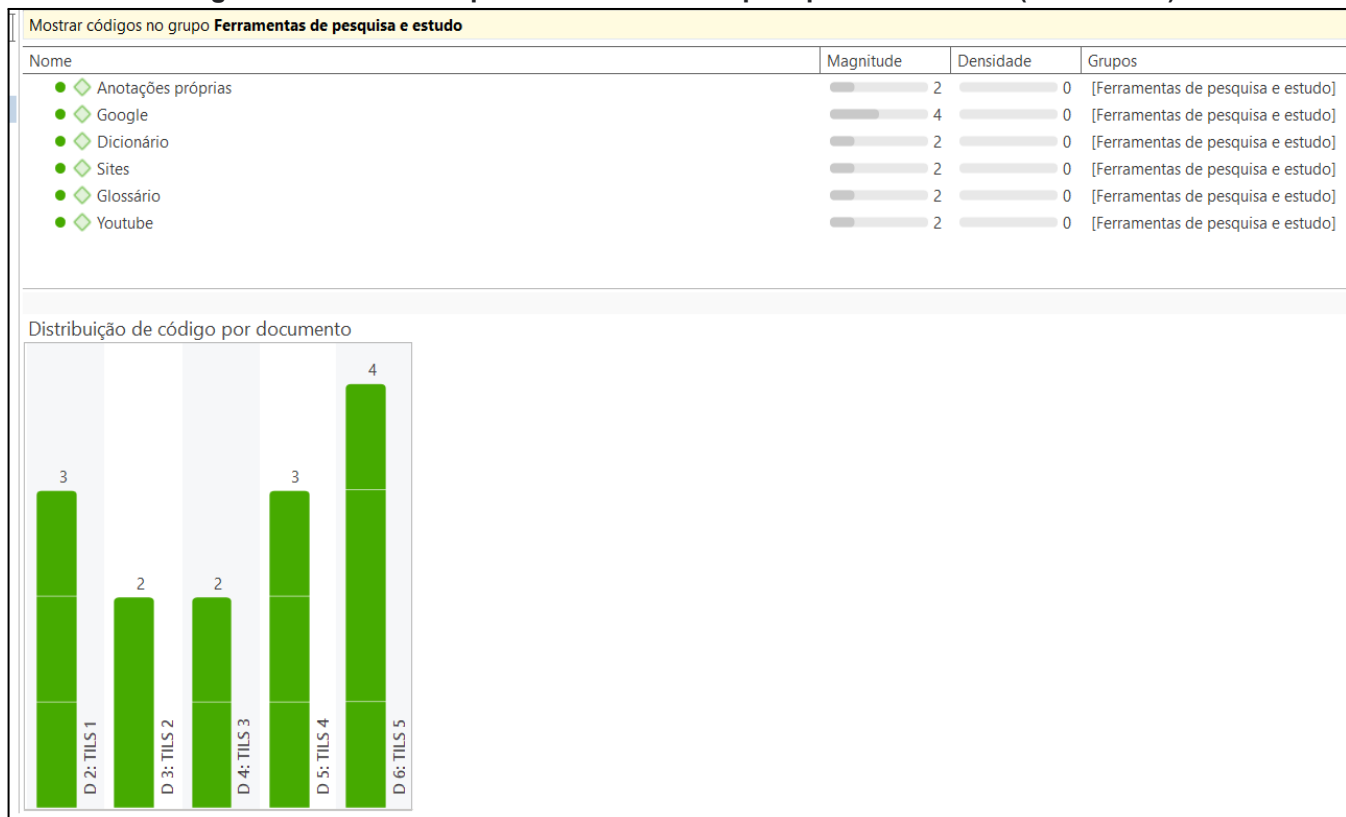 Mostrar códigos no grupo Ferramentas de pesquisa e estudo
Nome Magnitude Densidade Grupos
Anotações próprias 2 0 [Ferramentas de pesquisa e estudo]
Google 4 0 [Ferramentas de pesquisa e estudo]
Dicionário 2 0 [Ferramentas de pesquisa e estudo]
Sites 2 0 [Ferramentas de pesquisa e estudo]
Glossário 2 0 [Ferramentas de pesquisa e estudo]
Youtube 2 0 [Ferramentas de pesquisa e estudo]
Distribuição de código por documento
3
2
2
3
4
D 2: TILS 1
D 3: TILS 2
D 4: TILS 3
D 5: TILS 4
D 6: TILS 5